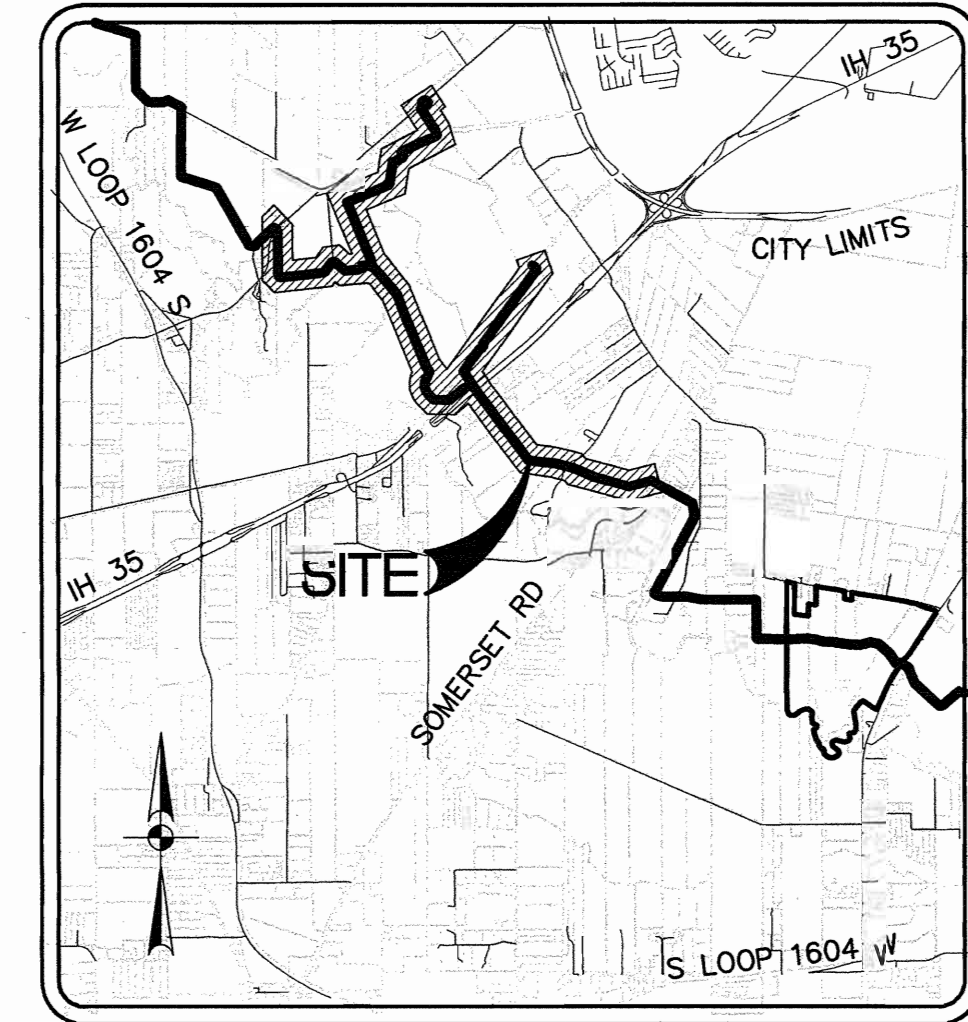 IH 35
W LOOP 1604 S
CITY LIMITS
IH 35
SITE
SOMERSET RD
S LOOP 1604 W